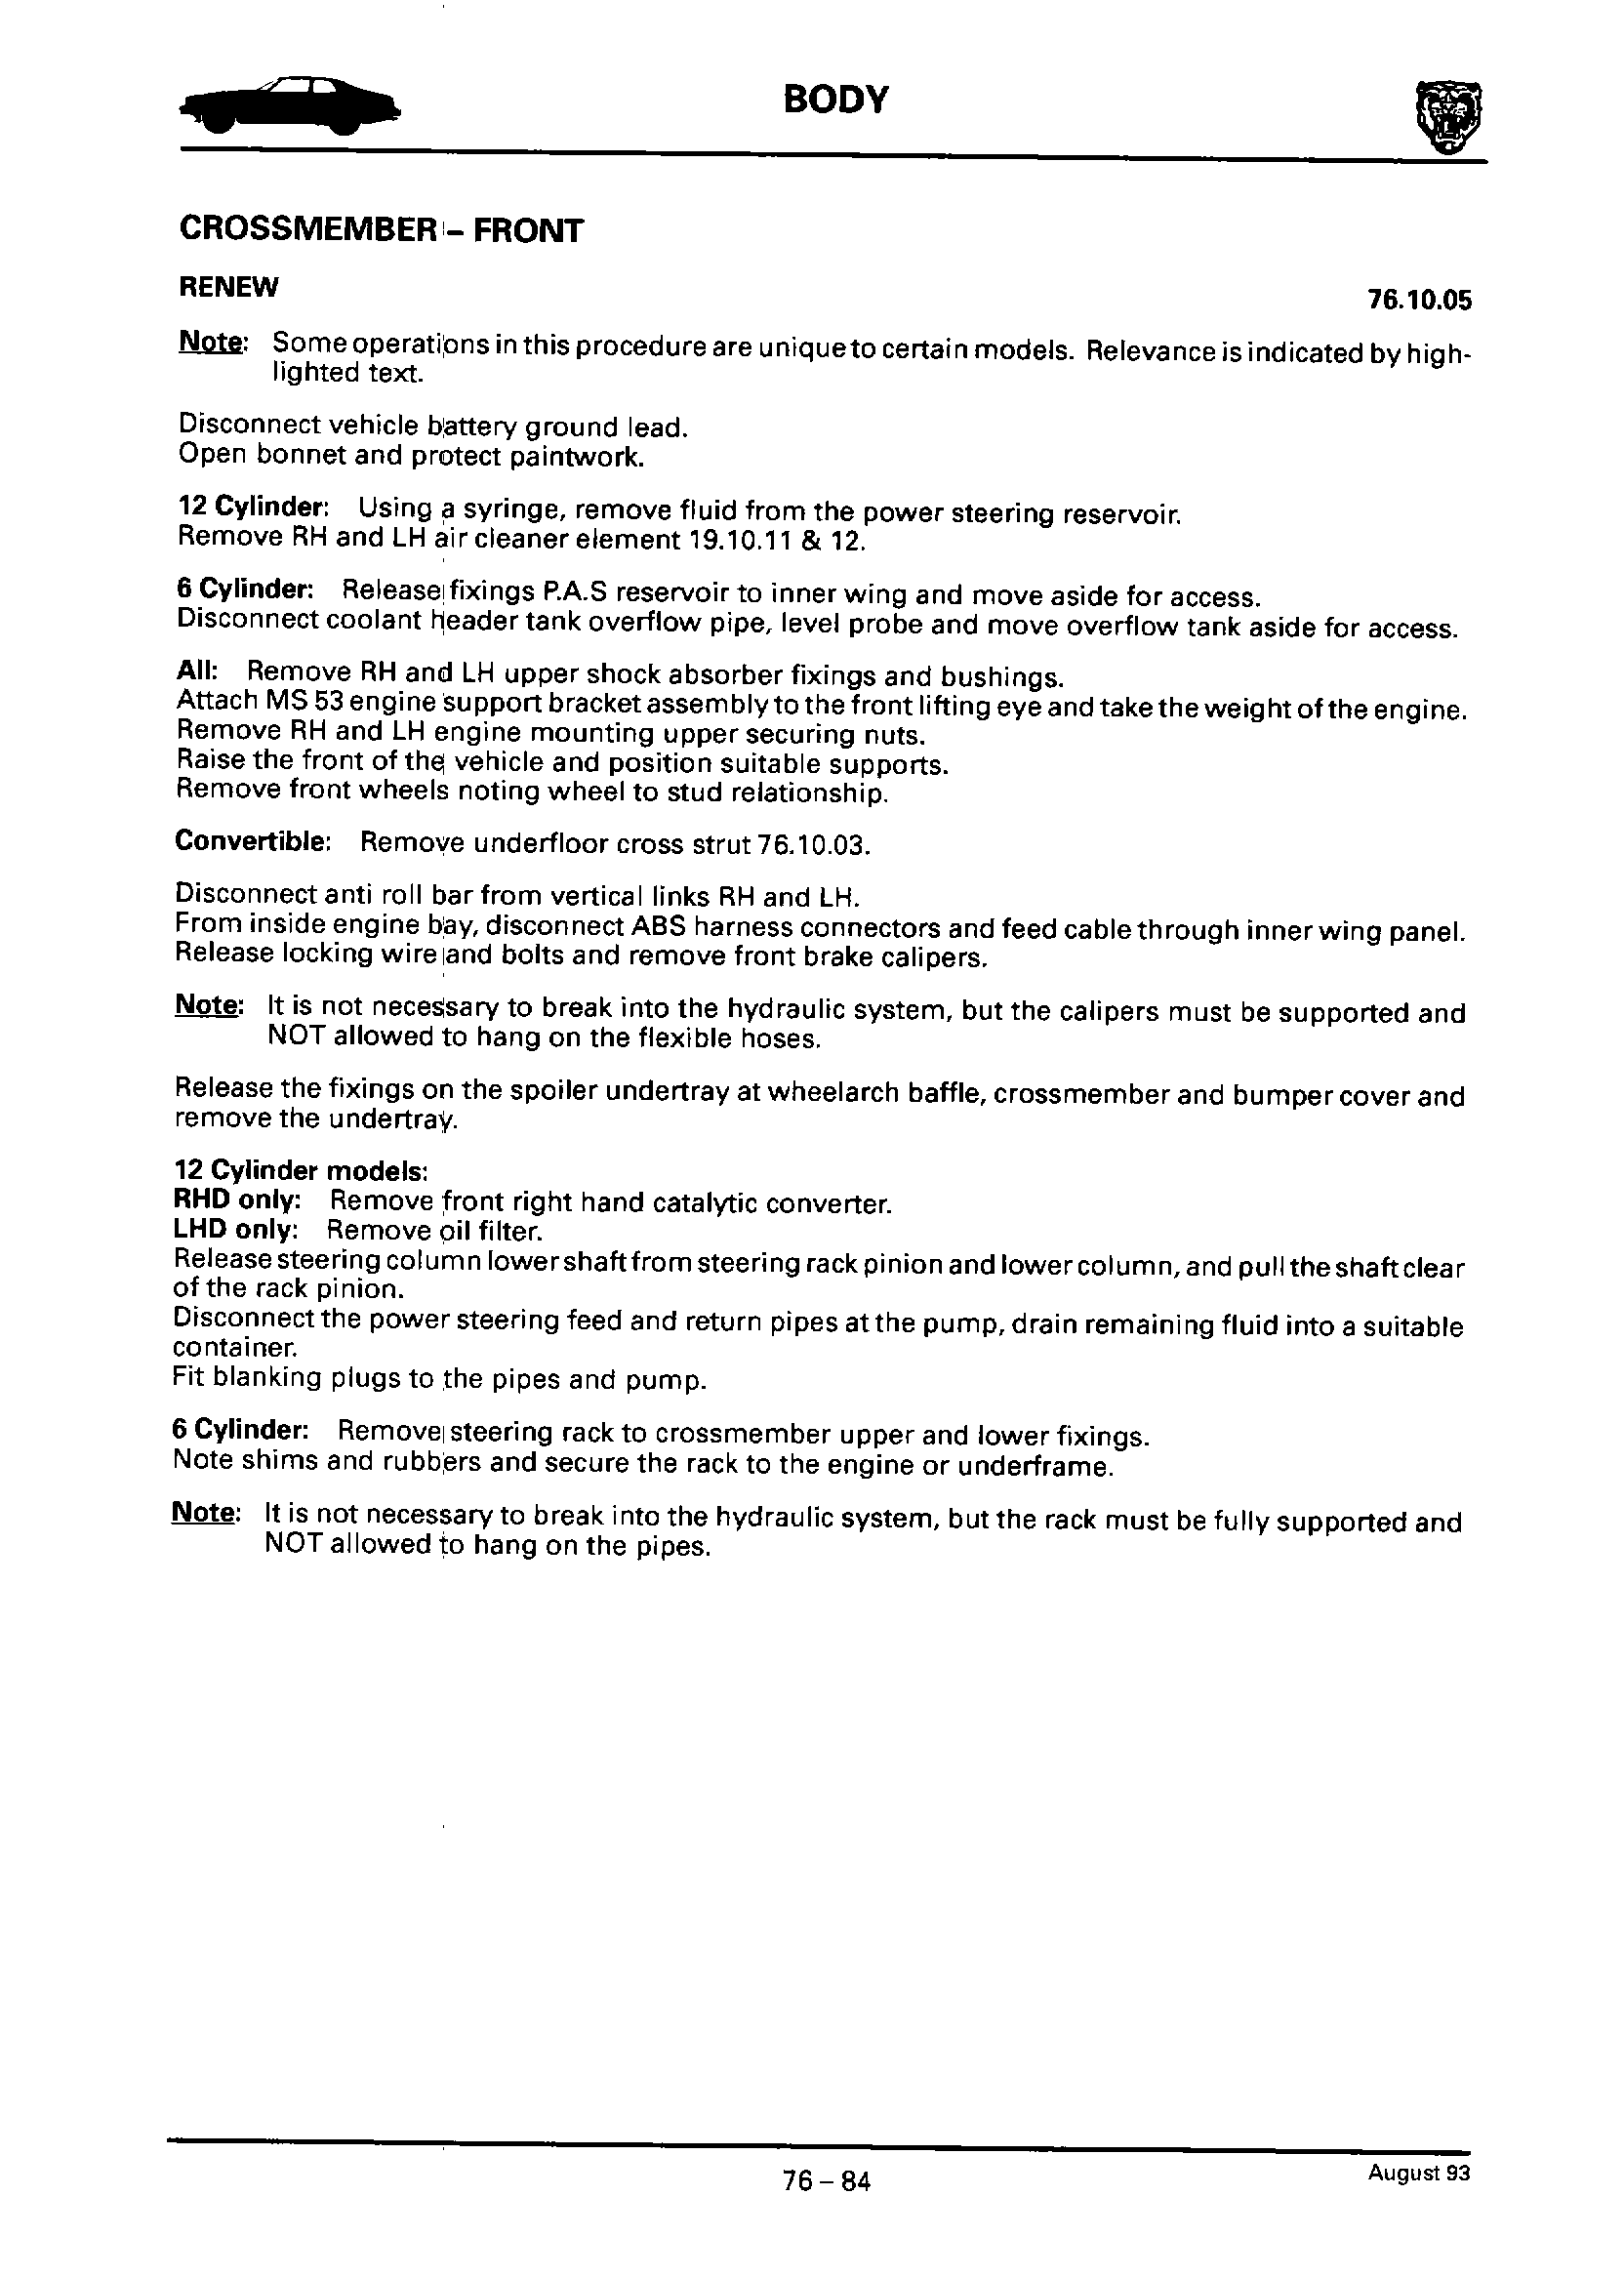 BODY
CROSSMEMBER – FRONT
RENEW
76.10.05
Note: Some operations in this procedure are unique to certain models. Relevance is indicated by high-
lighted text.
Disconnect vehicle battery ground lead.
Open bonnet and protect paintwork.
12 Cylinder: Using a syringe, remove fluid from the power steering reservoir.
Remove RH and LH air cleaner element 19.10.11 & 12.
6 Cylinder: Release fixings P.A.S reservoir to inner wing and move aside for access.
Disconnect coolant header tank overflow pipe, level probe and move overflow tank aside for access.
All: Remove RH and LH upper shock absorber fixings and bushings.
Attach MS 53 engine support bracket assembly to the front lifting eye and take the weight of the engine.
Remove RH and LH engine mounting upper securing nuts.
Raise the front of the vehicle and position suitable supports.
Remove front wheels noting wheel to stud relationship.
Convertible: Remove underfloor cross strut 76.10.03.
Disconnect anti roll bar from vertical links RH and LH.
From inside engine bay, disconnect ABS harness connectors and feed cable through inner wing panel.
Release locking wire and bolts and remove front brake calipers.
Note: It is not necessary to break into the hydraulic system, but the calipers must be supported and
NOT allowed to hang on the flexible hoses.
Release the fixings on the spoiler undertray at wheelarch baffle, crossmember and bumper cover and
remove the undertray.
12 Cylinder models:
RHD only: Remove front right hand catalytic converter.
LHD only: Remove oil filter.
Release steering column lower shaft from steering rack pinion and lower column, and pull the shaft clear
of the rack pinion.
Disconnect the power steering feed and return pipes at the pump, drain remaining fluid into a suitable
container.
Fit blanking plugs to the pipes and pump.
6 Cylinder: Remove steering rack to crossmember upper and lower fixings.
Note shims and rubbers and secure the rack to the engine or underframe.
Note: It is not necessary to break into the hydraulic system, but the rack must be fully supported and
NOT allowed to hang on the pipes.
76 – 84
August 93